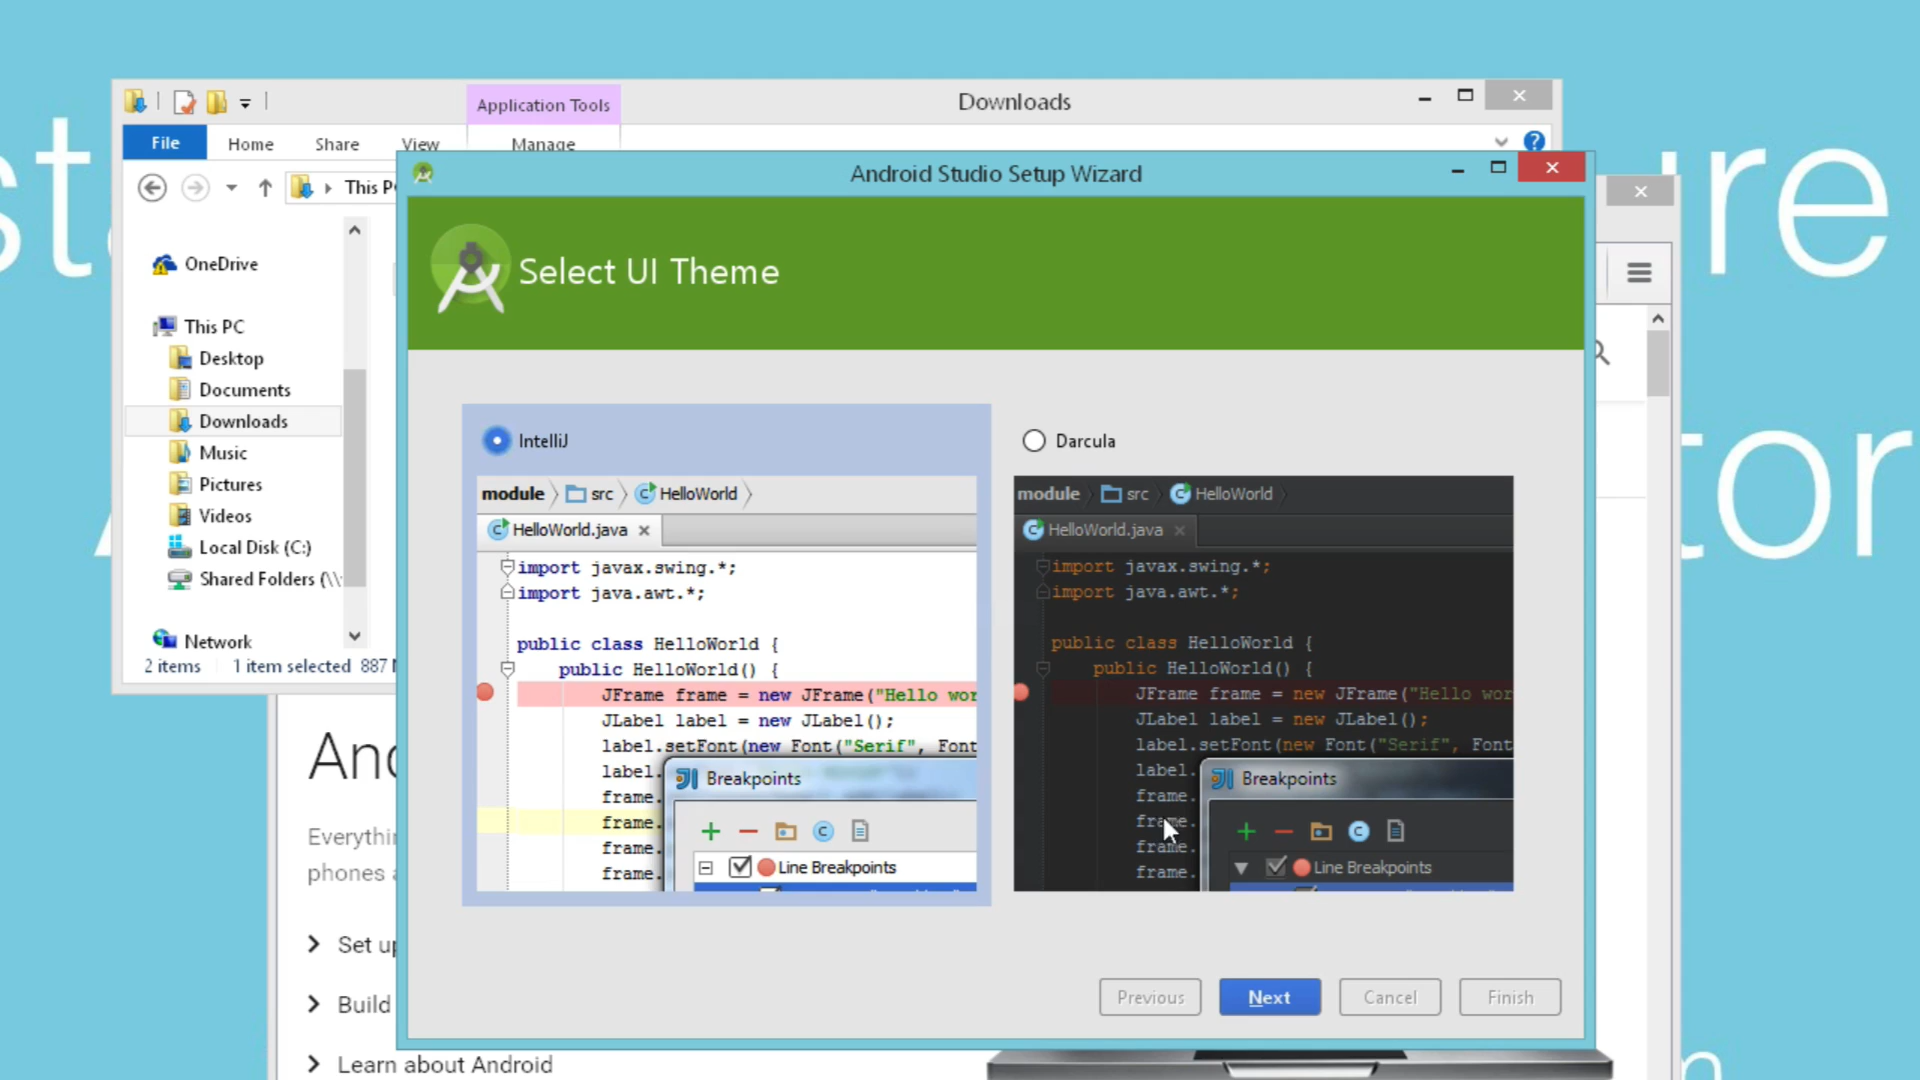 Application Tools
Downloads
File
Home
Share
View
Manage
This P
OneDrive
This PC
Desktop
Documents
Downloads
Music
Pictures
Videos
Local Disk (C:)
Shared Folders (\\
Network
2 items
1 item selected
887
Android Studio Setup Wizard
Select UI Theme
IntelliJ
module
src
HelloWorld
HelloWorld.java
import javax.swing.*;
import java.awt.*;
public class HelloWorld {
public HelloWorld() {
JFrame frame = new JFrame("Hello wor
JLabel label = new JLabel();
label.setFont(new Font("Serif", Font
label.
frame.
frame.
frame.
frame.
Breakpoints
Line Breakpoints
Darcula
module
src
HelloWorld
HelloWorld.java
import javax.swing.*;
import java.awt.*;
public class HelloWorld {
public HelloWorld() {
JFrame frame = new JFrame("Hello wor
JLabel label = new JLabel();
label.setFont(new Font("Serif", Font
label.
frame.
frame.
frame.
frame.
Breakpoints
Line Breakpoints
Previous
Next
Cancel
Finish
And
Everythi
phones a
Set up
Build
Learn about Android
st
ure
tor